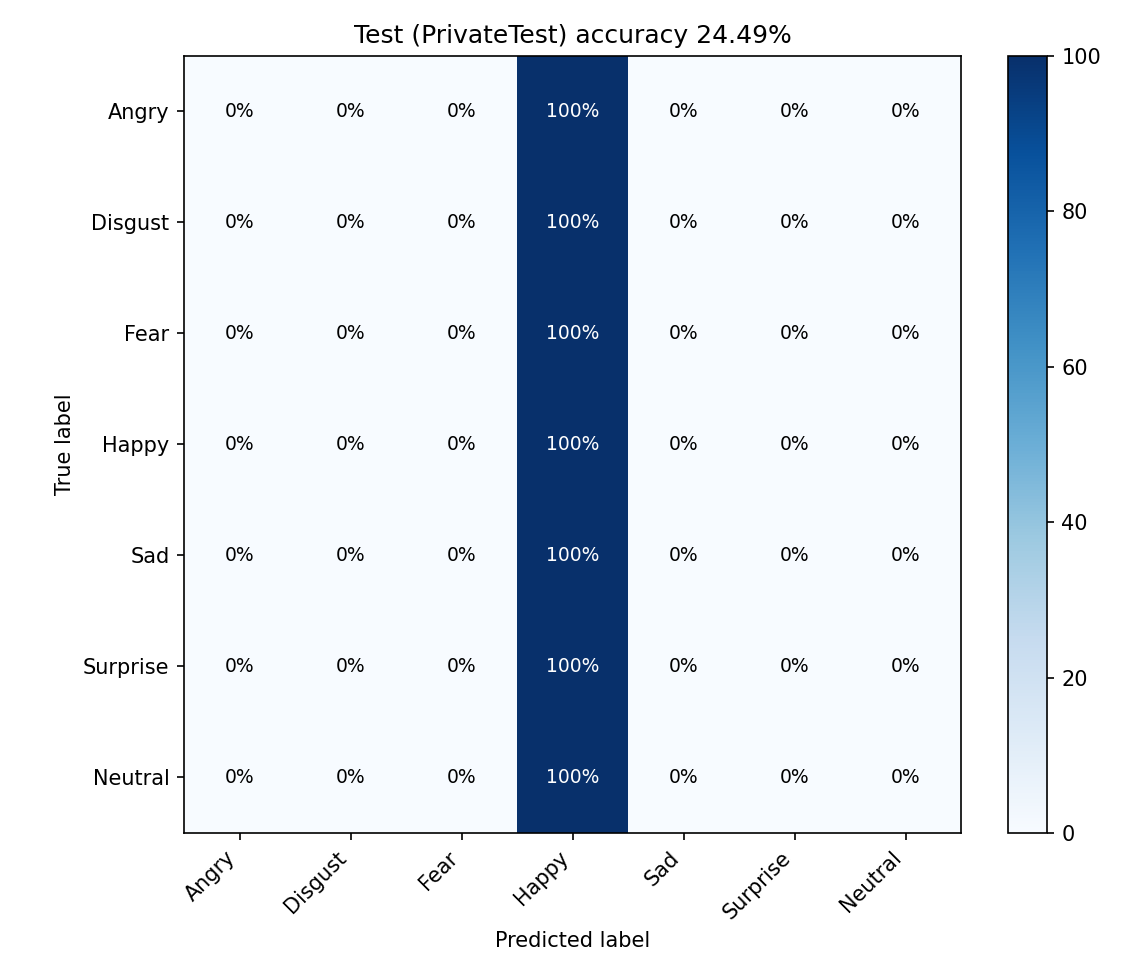 Test (PrivateTest) accuracy 24.49%
Angry 0% 0% 0% 100% 0% 0% 0%
Disgust 0% 0% 0% 100% 0% 0% 0%
Fear 0% 0% 0% 100% 0% 0% 0%
Happy 0% 0% 0% 100% 0% 0% 0%
Sad 0% 0% 0% 100% 0% 0% 0%
Surprise 0% 0% 0% 100% 0% 0% 0%
Neutral 0% 0% 0% 100% 0% 0% 0%
True label
Angry Disgust Fear Happy Sad Surprise Neutral
Predicted label
100
80
60
40
20
0